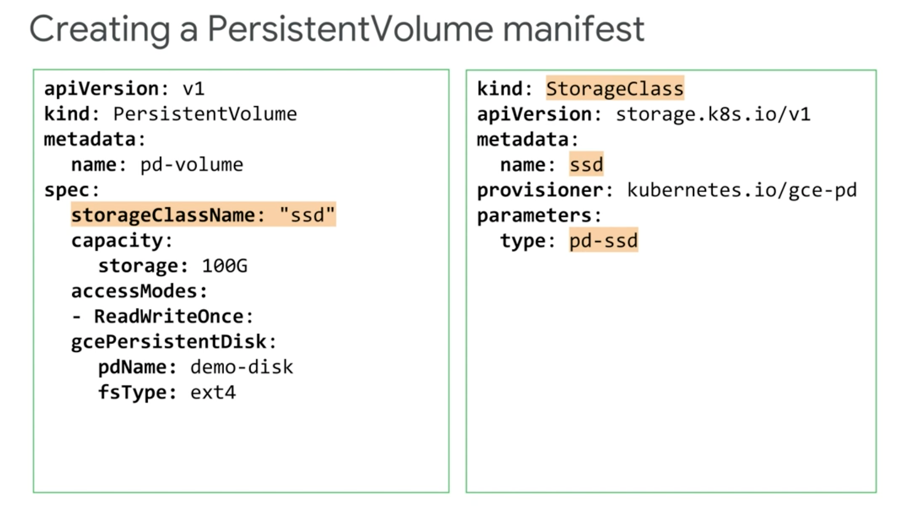 Creating a PersistentVolume manifest
apiVersion: v1
kind: PersistentVolume
metadata:
name: pd-volume
spec:
storageClassName: "ssd"
capacity:
storage: 100G
accessModes:
- ReadWriteOnce:
gcePersistentDisk:
pdName: demo-disk
fsType: ext4
kind: StorageClass
apiVersion: storage.k8s.io/v1
metadata:
name: ssd
provisioner: kubernetes.io/gce-pd
parameters:
type: pd-ssd